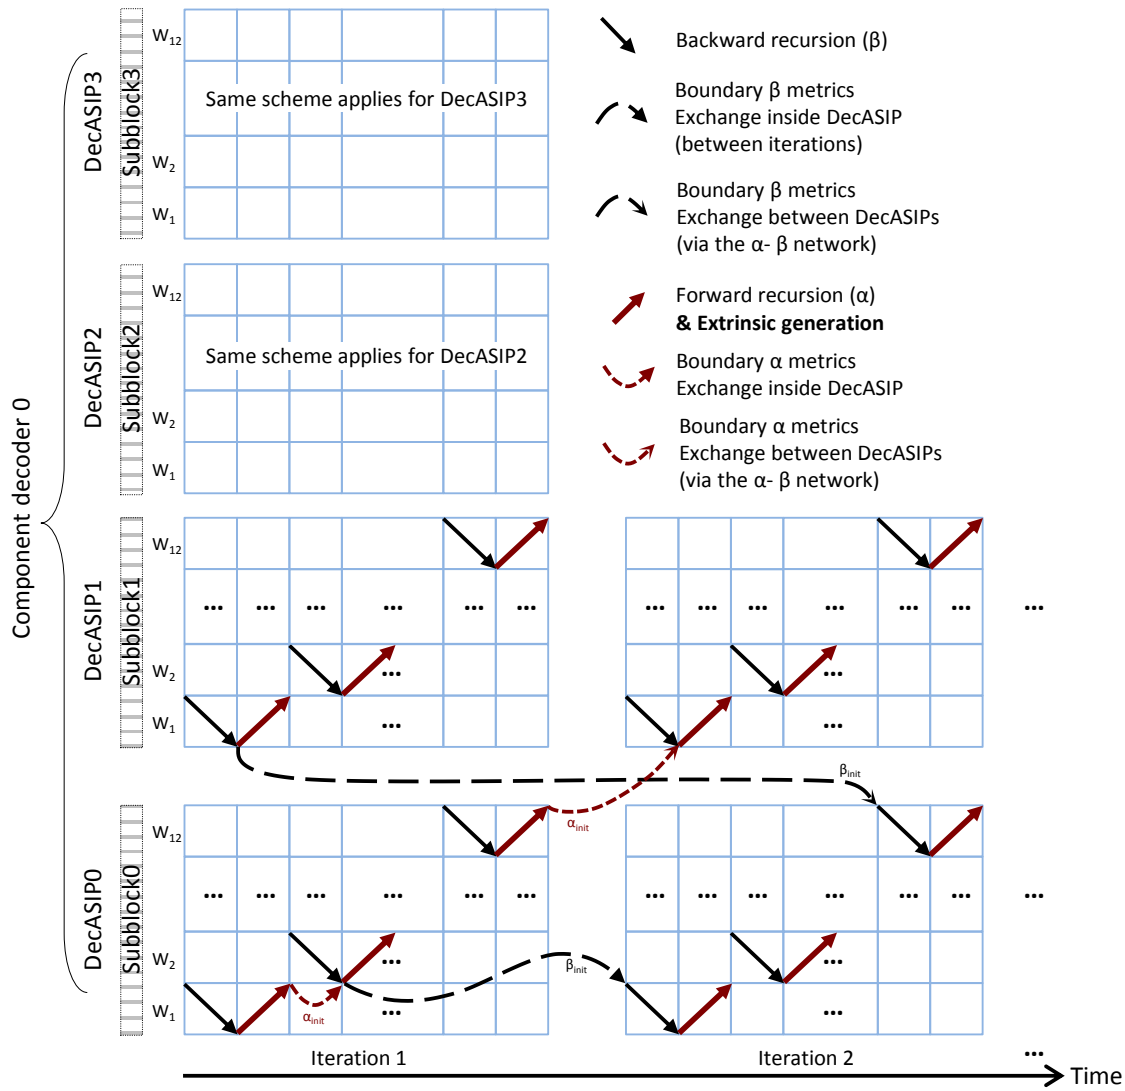 Component decoder 0
DecASIP3
Subblock3
W12
W2
W1
Same scheme applies for DecASIP3
DecASIP2
Subblock2
W12
W2
W1
Same scheme applies for DecASIP2
Backward recursion (β)
Boundary β metrics
Exchange inside DecASIP
(between iterations)
Boundary β metrics
Exchange between DecASIPs
(via the α- β network)
Forward recursion (α)
& Extrinsic generation
Boundary α metrics
Exchange inside DecASIP
Boundary α metrics
Exchange between DecASIPs
(via the α- β network)
DecASIP1
Subblock1
W12
... ... ... ... ... ... ... ... ... ... ... ... ...
W2
... ...
W1
... ...
βinit
αinit
DecASIP0
Subblock0
W12
... ... ... ... ... ... ... ... ... ... ... ... ...
W2
... ...
βinit
W1
αinit
... ...
Iteration 1
Iteration 2
...
Time